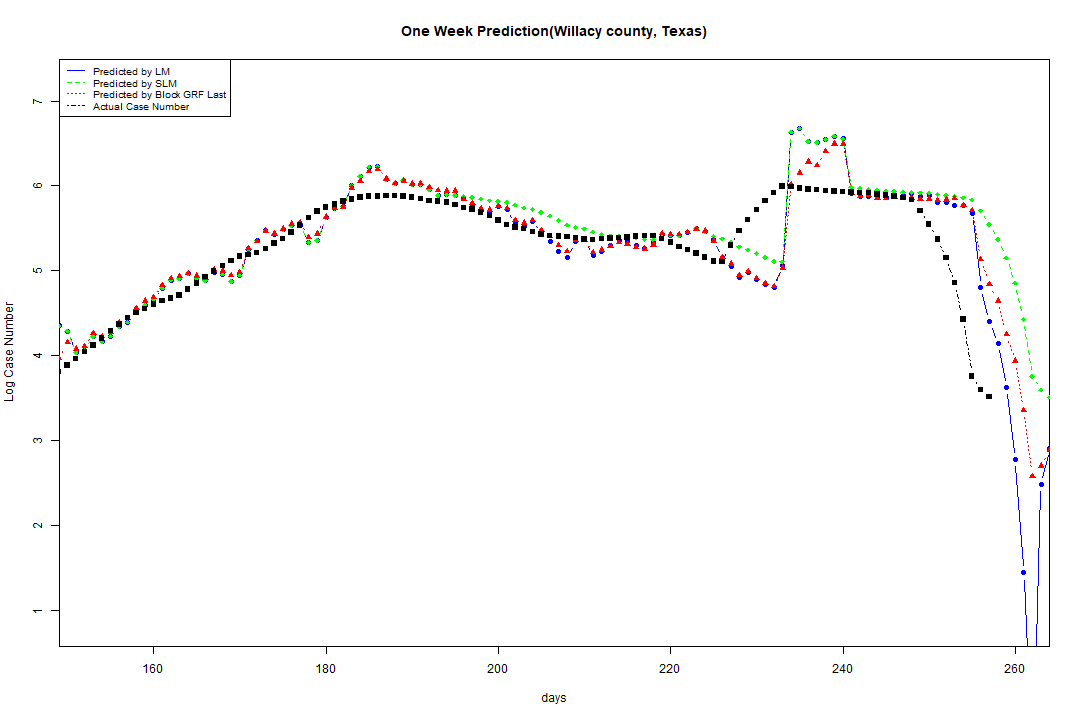 One Week Prediction(Willacy county, Texas)
Predicted by LM
Predicted by SLM
Predicted by Block GRF Last
Actual Case Number
7
6
5
4
3
2
1
Log Case Number
160 180 200 220 240 260
days